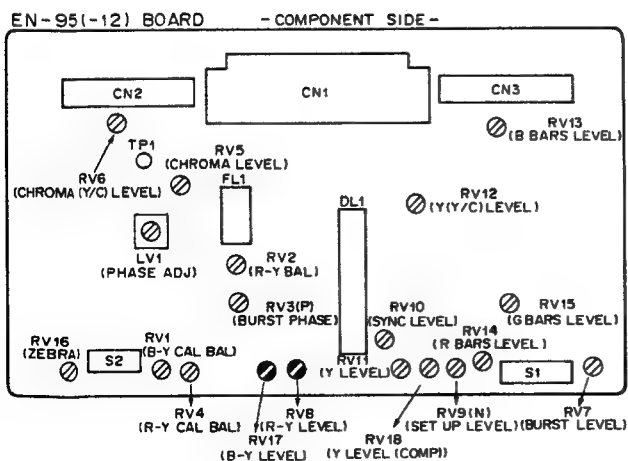 EN-95(-12) BOARD -COMPONENT SIDE-
CN2
CN1
CN3
RV13
(B BARS LEVEL)
TP1
RV6
(CHROMA (Y/C) LEVEL)
RV5
(CHROMA LEVEL)
FL1
DL1
RV12
(Y(Y/C) LEVEL)
LV1
(PHASE ADJ)
RV2
(R-Y BAL)
RV3(P)
(BURST PHASE)
RV10
(SYNC LEVEL)
RV15
(G BARS LEVEL)
RV14
(R BARS LEVEL)
RV16
(ZEBRA)
S2
RV1
(B-Y CAL BAL)
RV11
(Y LEVEL)
S1
RV4
(R-Y CAL BAL)
RV8
(R-Y LEVEL)
RV17
(B-Y LEVEL)
RV18
(Y LEVEL (COMP))
RV9(N)
(SET UP LEVEL)
RV7
(BURST LEVEL)